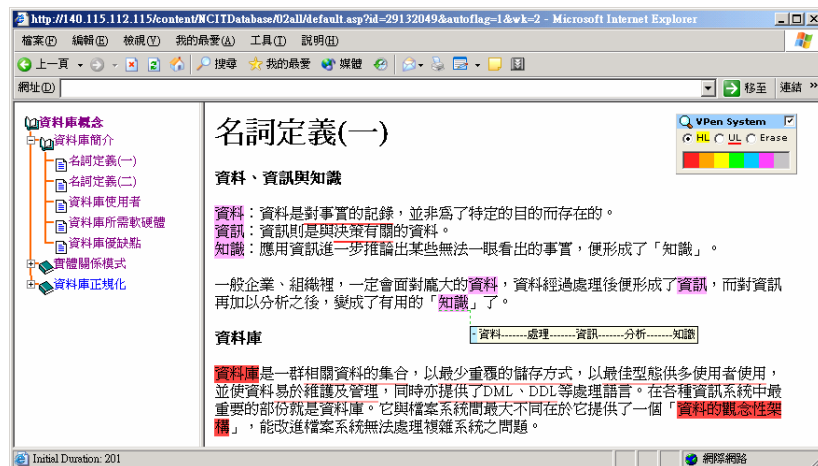 http://140.115.112.115/content/NCITDatabase/02all/default.asp?id=29132049&autoflag=1&wk=2 - Microsoft Internet Explorer
檔案(F) 編輯(E) 檢視(V) 我的最愛(A) 工具(T) 說明(H)
上一頁 搜尋 我的最愛 媒體
網址(D) 移至 連結 »
資料庫概念
資料庫簡介
名詞定義(一)
名詞定義(二)
資料庫使用者
資料庫所需軟硬體
資料庫優缺點
實體關係模式
資料庫正規化
名詞定義(一)
VPen System
HL UL Erase
資料、資訊與知識
資料：資料是對事實的記錄，並非為了特定的目的而存在的。
資訊：資訊則是與決策有關的資料。
知識：應用資訊進一步推論出某些無法一眼看出的事實，便形成了「知識」。
一般企業、組織裡，一定會面對龐大的資料，資料經過處理後便形成了資訊，而對資訊
再加以分析之後，變成了有用的「知識」了。
- 資料-------處理-------資訊-------分析-------知識
資料庫
資料庫是一群相關資料的集合，以最少重覆的儲存方式，以最佳型態供多使用者使用，
並使資料易於維護及管理，同時亦提供了DML、DDL等處理語言。在各種資訊系統中最
重要的部份就是資料庫。它與檔案系統間最大不同在於它提供了一個「資料的觀念性架
構」，能改進檔案系統無法處理複雜系統之問題。
Initial Duration: 201
網際網路